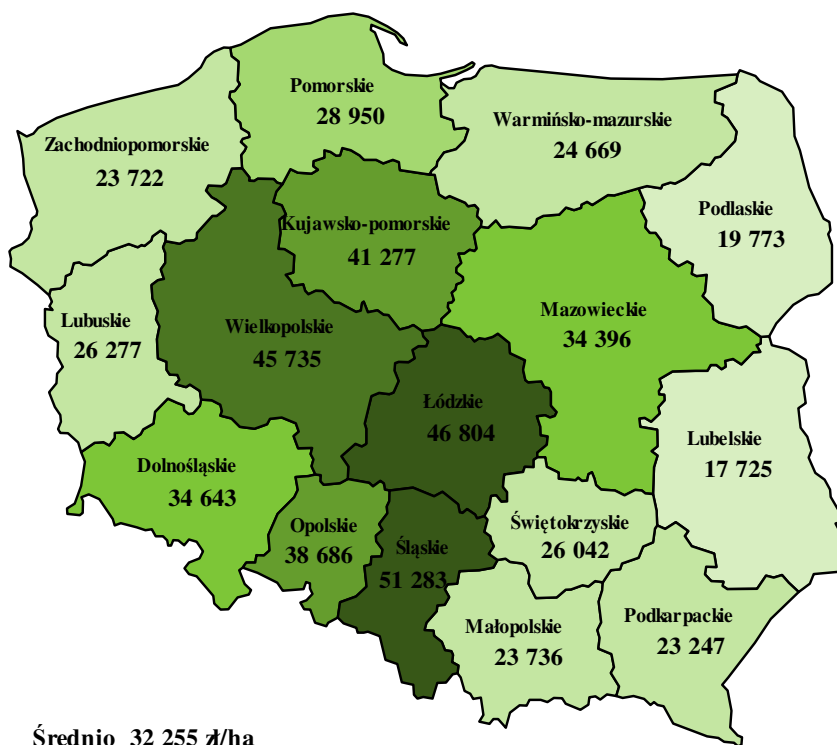 Pomorskie
28 950
Warmińsko-mazurskie
24 669
Zachodniopomorskie
23 722
Podlaskie
19 773
Kujawsko-pomorskie
41 277
Mazowieckie
34 396
Lubuskie
26 277
Wielkopolskie
45 735
Łódzkie
46 804
Lubelskie
17 725
Dolnośląskie
34 643
Opolskie
38 686
Śląskie
51 283
Świętokrzyskie
26 042
Małopolskie
23 736
Podkarpackie
23 247
Średnio 32 255 zł/ha